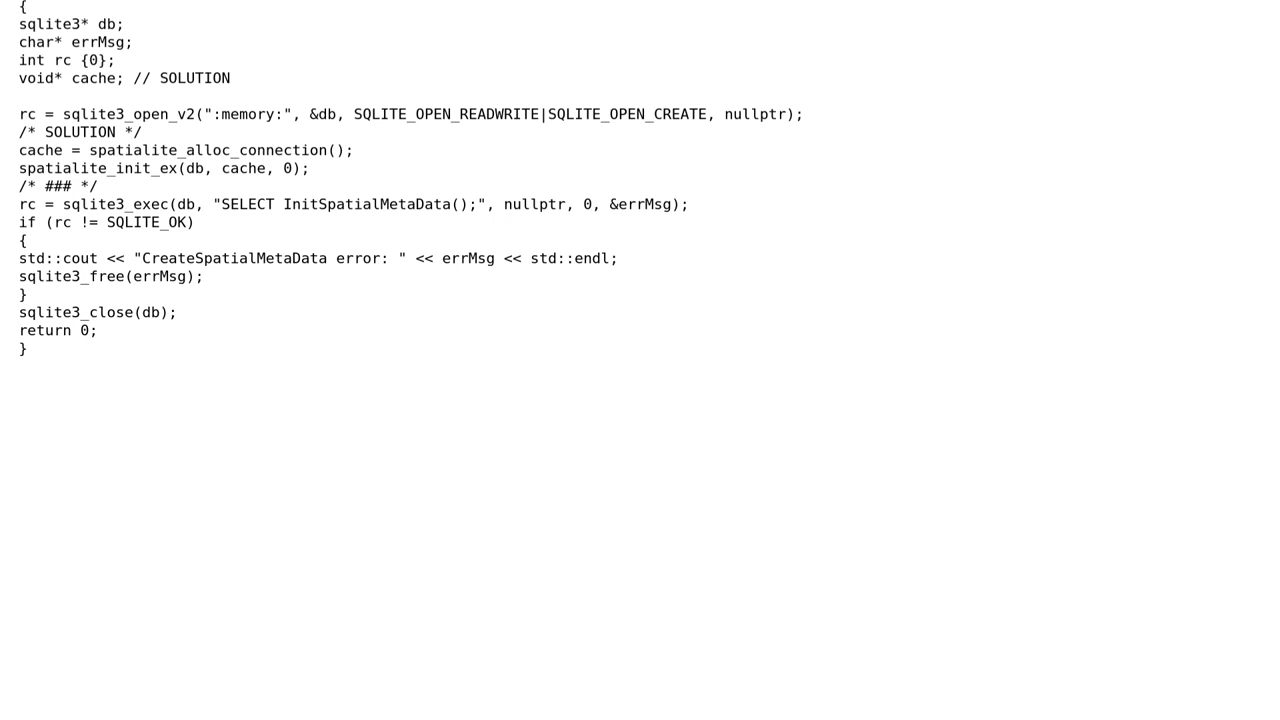 {
sqlite3* db;
char* errMsg;
int rc {0};
void* cache; // SOLUTION
rc = sqlite3_open_v2(":memory:", &db, SQLITE_OPEN_READWRITE|SQLITE_OPEN_CREATE, nullptr);
/* SOLUTION */
cache = spatialite_alloc_connection();
spatialite_init_ex(db, cache, 0);
/* ### */
rc = sqlite3_exec(db, "SELECT InitSpatialMetaData();", nullptr, 0, &errMsg);
if (rc != SQLITE_OK)
{
std::cout << "CreateSpatialMetaData error: " << errMsg << std::endl;
sqlite3_free(errMsg);
}
sqlite3_close(db);
return 0;
}